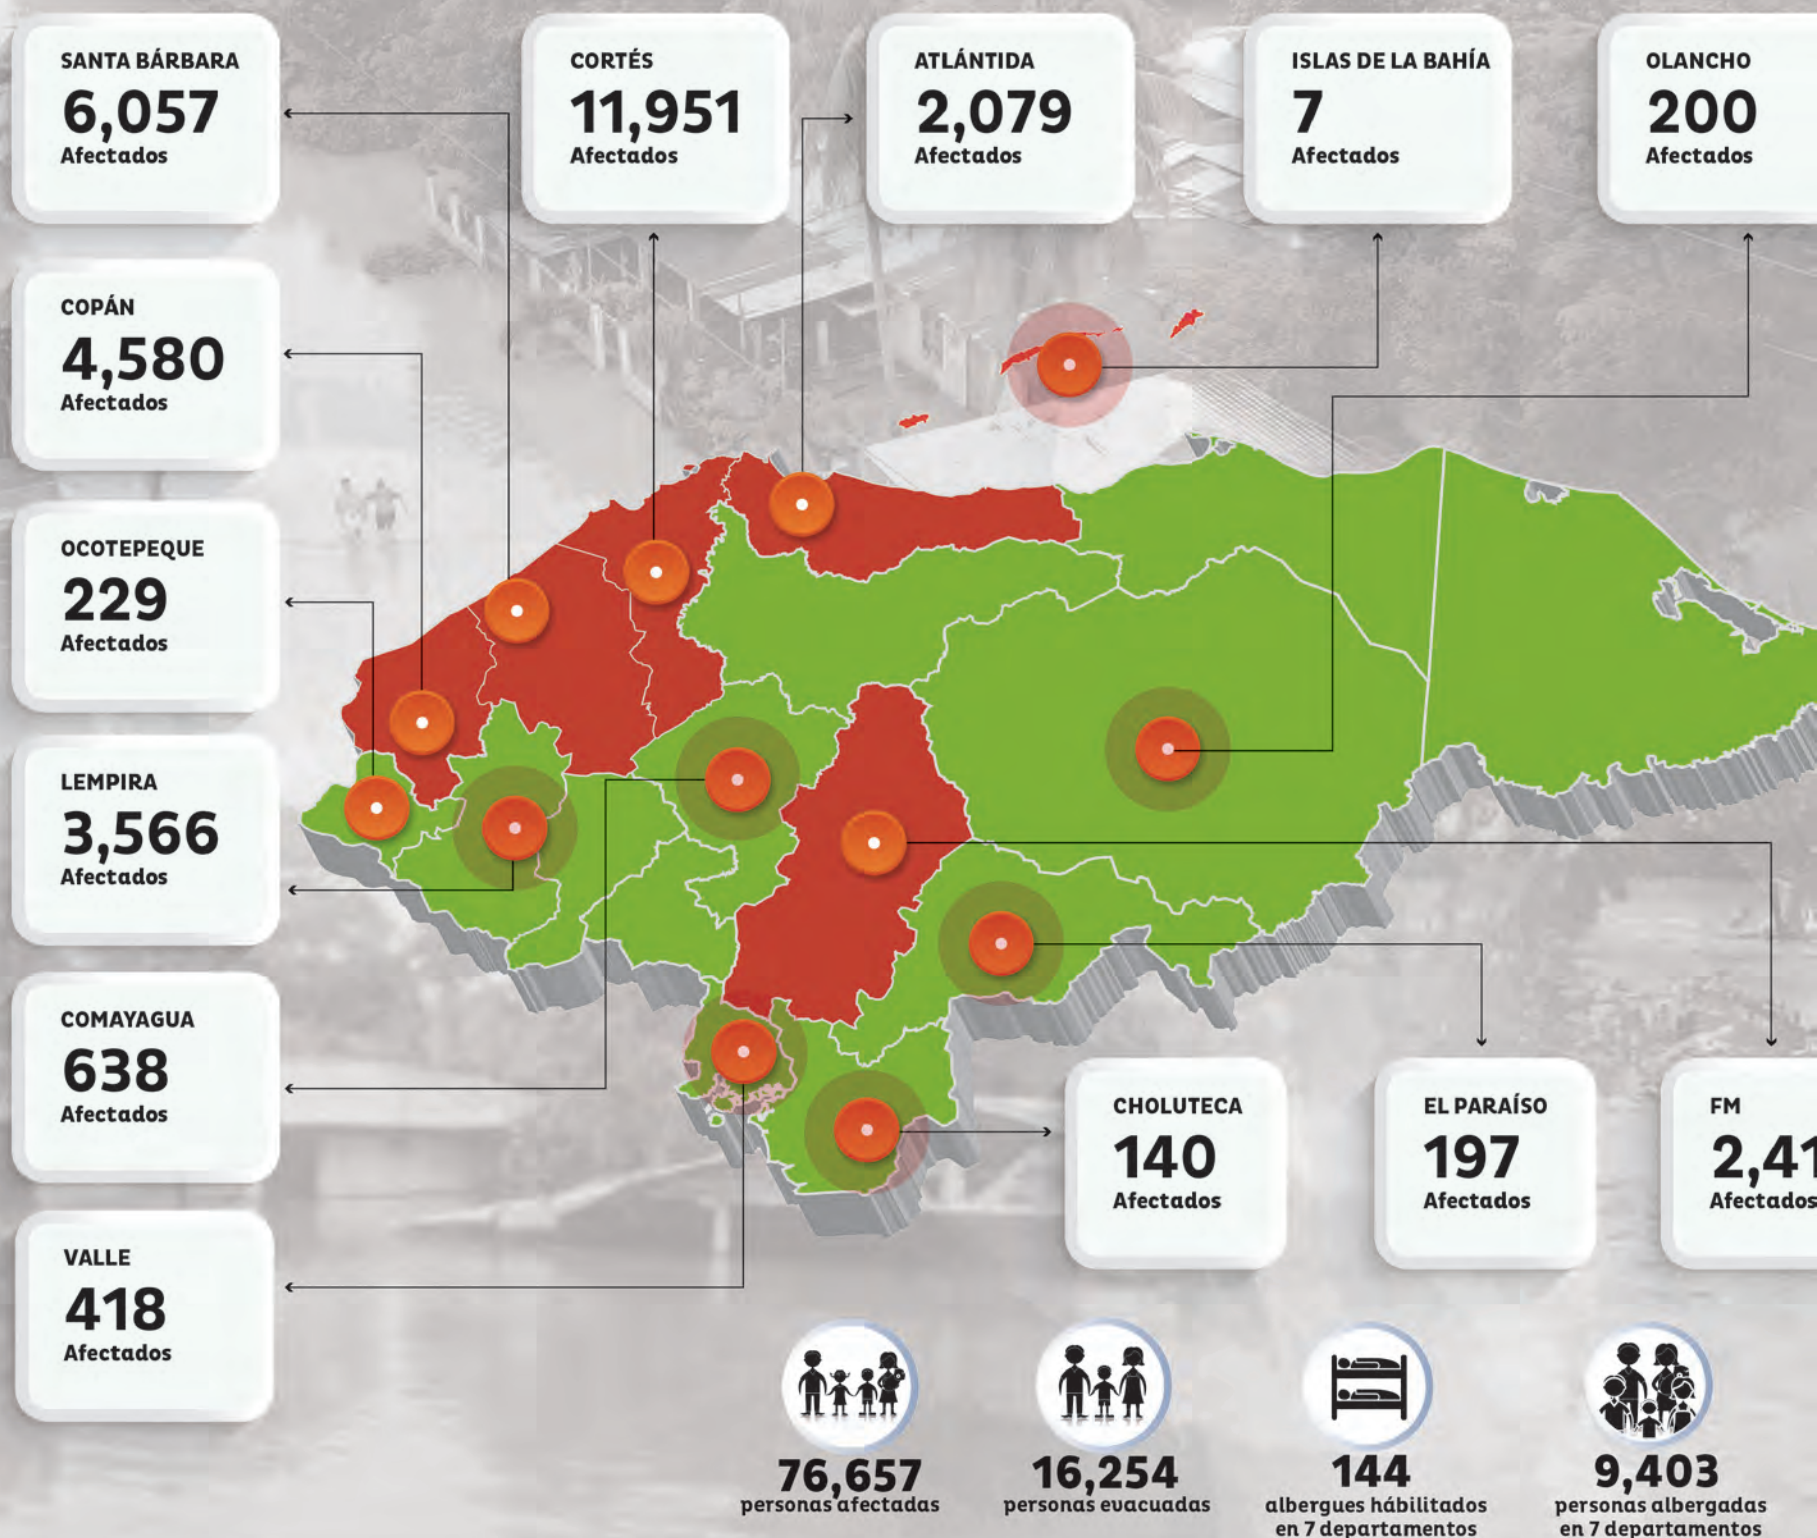 SANTA BÁRBARA
6,057
Afectados
CORTÉS
11,951
Afectados
ATLÁNTIDA
2,079
Afectados
ISLAS DE LA BAHÍA
7
Afectados
OLANCHO
200
Afectados
COPÁN
4,580
Afectados
OCOTEPEQUE
229
Afectados
LEMPIRA
3,566
Afectados
COMAYAGUA
638
Afectados
VALLE
418
Afectados
CHOLUTECA
140
Afectados
EL PARAÍSO
197
Afectados
FM
2,41
Afectados
76,657
personas afectadas
16,254
personas evacuadas
144
albergues hábilitados
en 7 departamentos
9,403
personas albergadas
en 7 departamentos